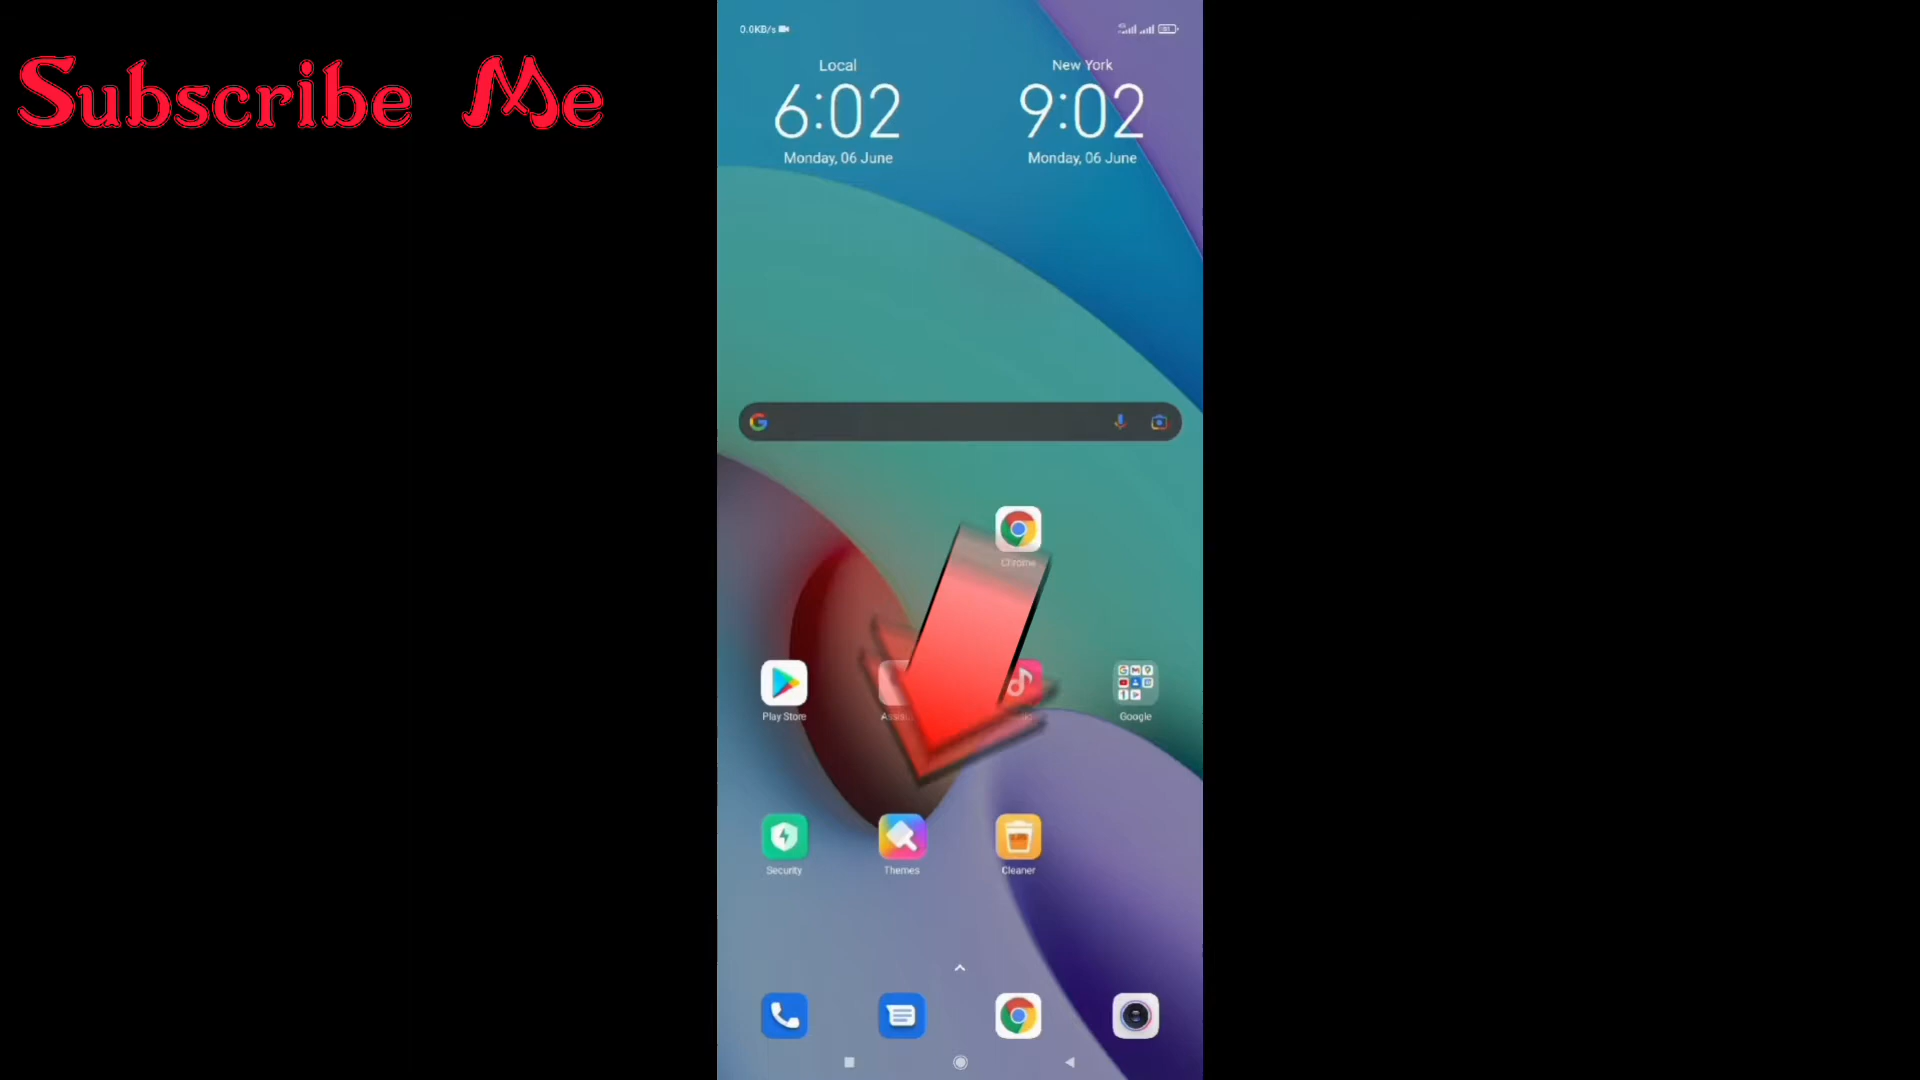 Subscribe Me
0.0KB/s
Local
New York
6:02
9:02
Monday, 06 June
Monday, 06 June
Chrome
Play Store
Google
Security
Themes
Cleaner